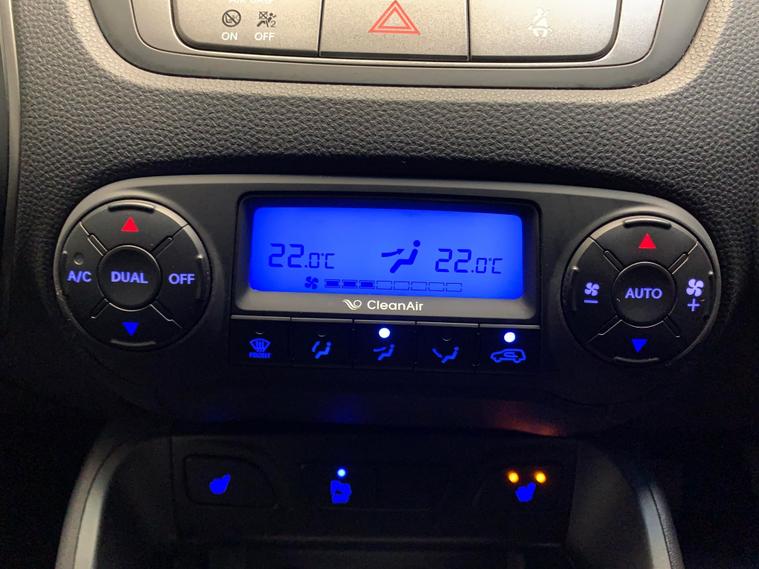 ON OFF
22.0°C 22.0°C
A/C DUAL OFF
AUTO
CleanAir
FRONT